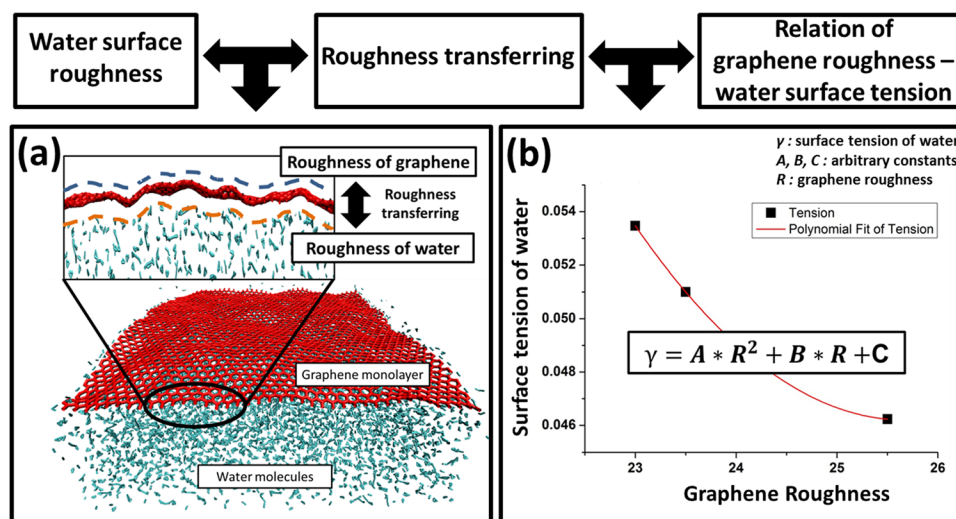 Water surface
roughness
Roughness transferring
Relation of
graphene roughness –
water surface tension
(a)
Roughness of graphene
Roughness
transferring
Roughness of water
Graphene monolayer
Water molecules
(b)
γ : surface tension of water
A, B, C : arbitrary constants
R : graphene roughness
Tension
Polynomial Fit of Tension
Surface tension of water
0.054
0.052
0.050
0.048
0.046
γ = A ∗ R² + B ∗ R + C
23
24
25
26
Graphene Roughness